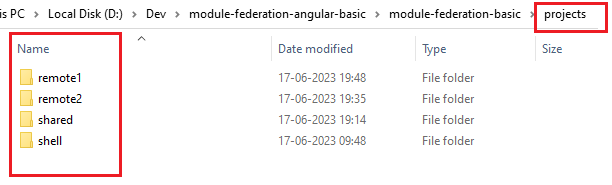 is PC > Local Disk (D:) > Dev > module-federation-angular-basic > module-federation-basic > projects
Name Date modified Type Size
remote1 17-06-2023 19:48 File folder
remote2 17-06-2023 19:35 File folder
shared 17-06-2023 19:14 File folder
shell 17-06-2023 09:48 File folder